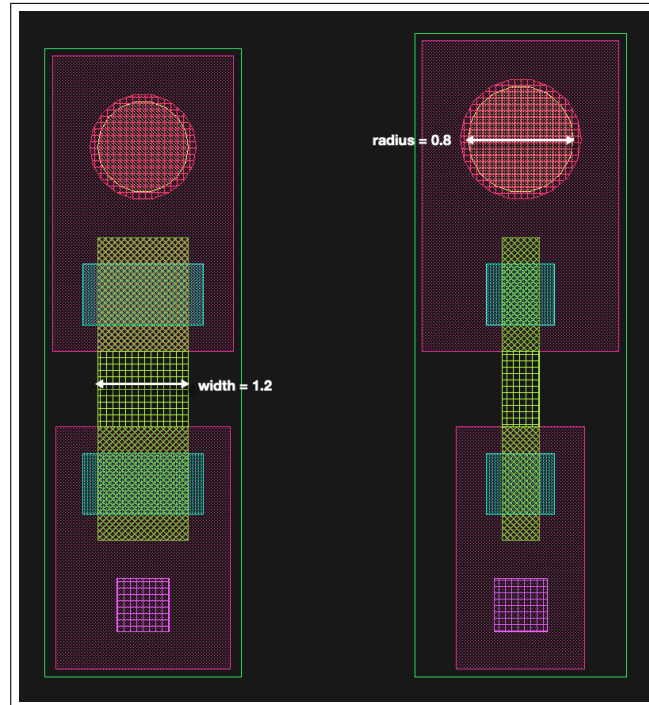 radius = 0.8
width = 1.2